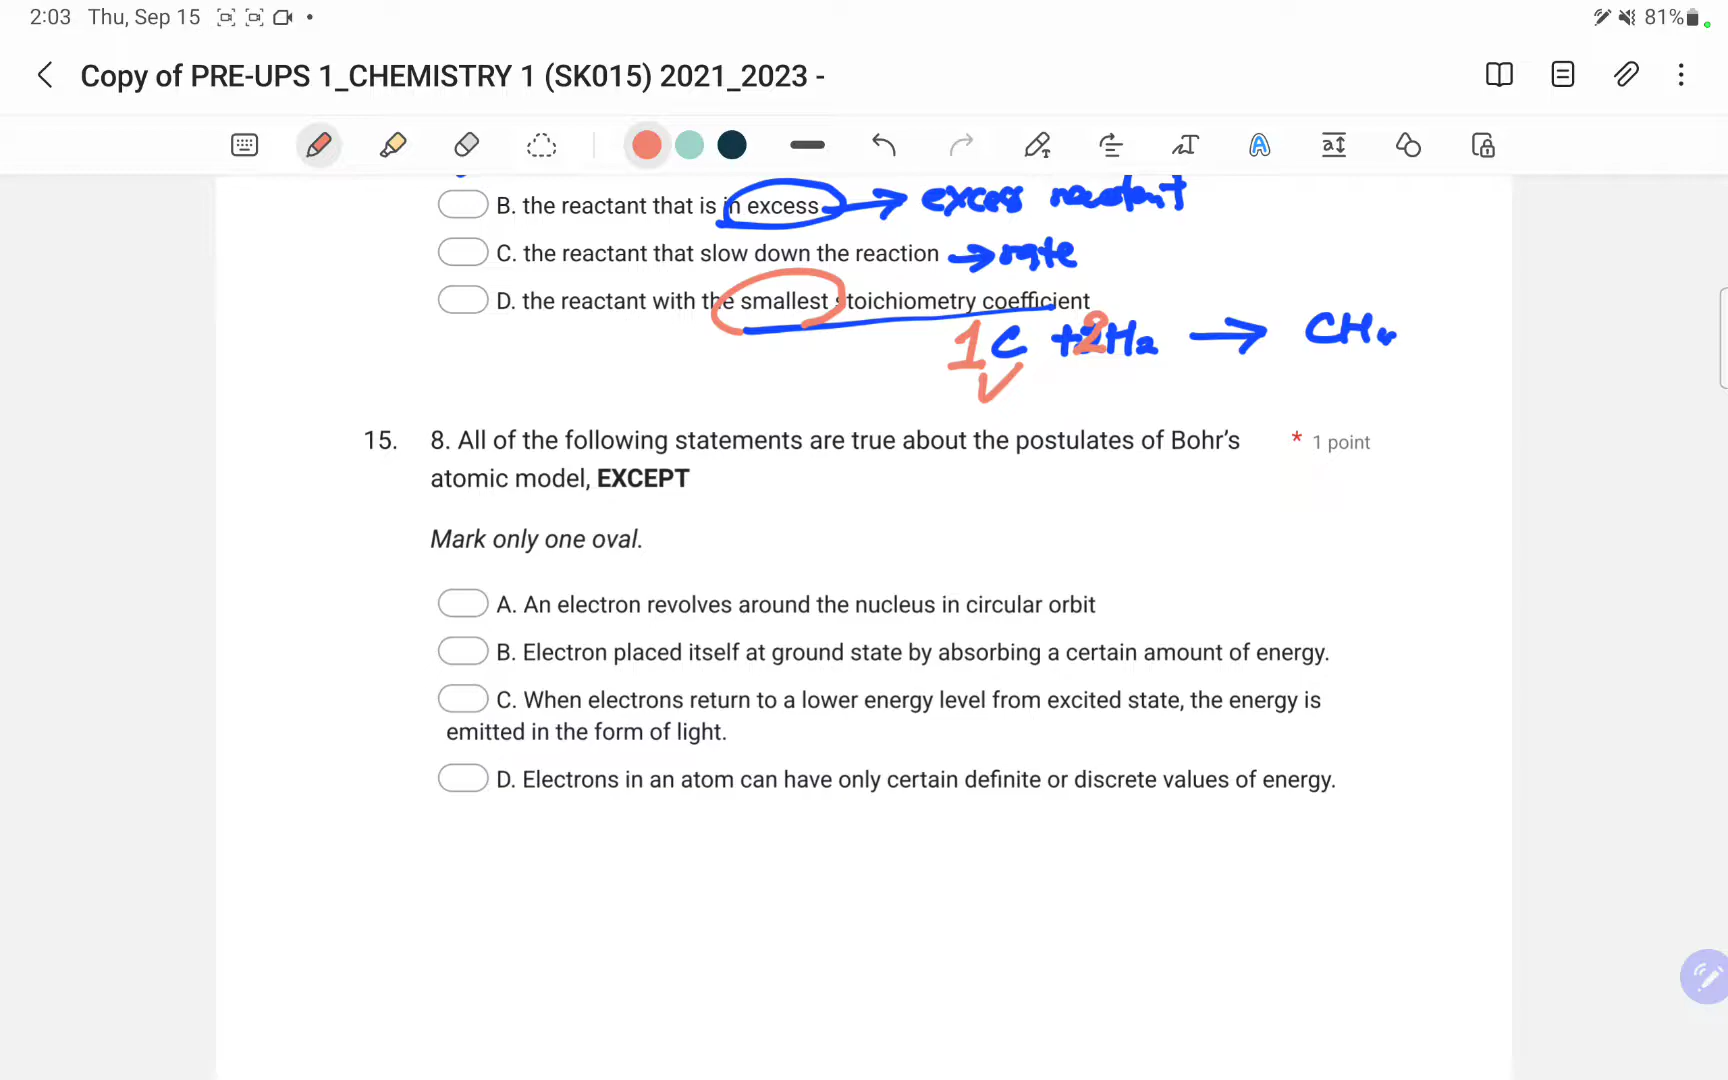 2:03 Thu, Sep 15 81%
Copy of PRE-UPS 1_CHEMISTRY 1 (SK015) 2021_2023 -
B. the reactant that is in excess → excess reactant
C. the reactant that slow down the reaction → rate
D. the reactant with the smallest stoichiometry coefficient
1C + 2H₂ → CH₄
15. 8. All of the following statements are true about the postulates of Bohr’s * 1 point
atomic model, EXCEPT
Mark only one oval.
A. An electron revolves around the nucleus in circular orbit
B. Electron placed itself at ground state by absorbing a certain amount of energy.
C. When electrons return to a lower energy level from excited state, the energy is
emitted in the form of light.
D. Electrons in an atom can have only certain definite or discrete values of energy.